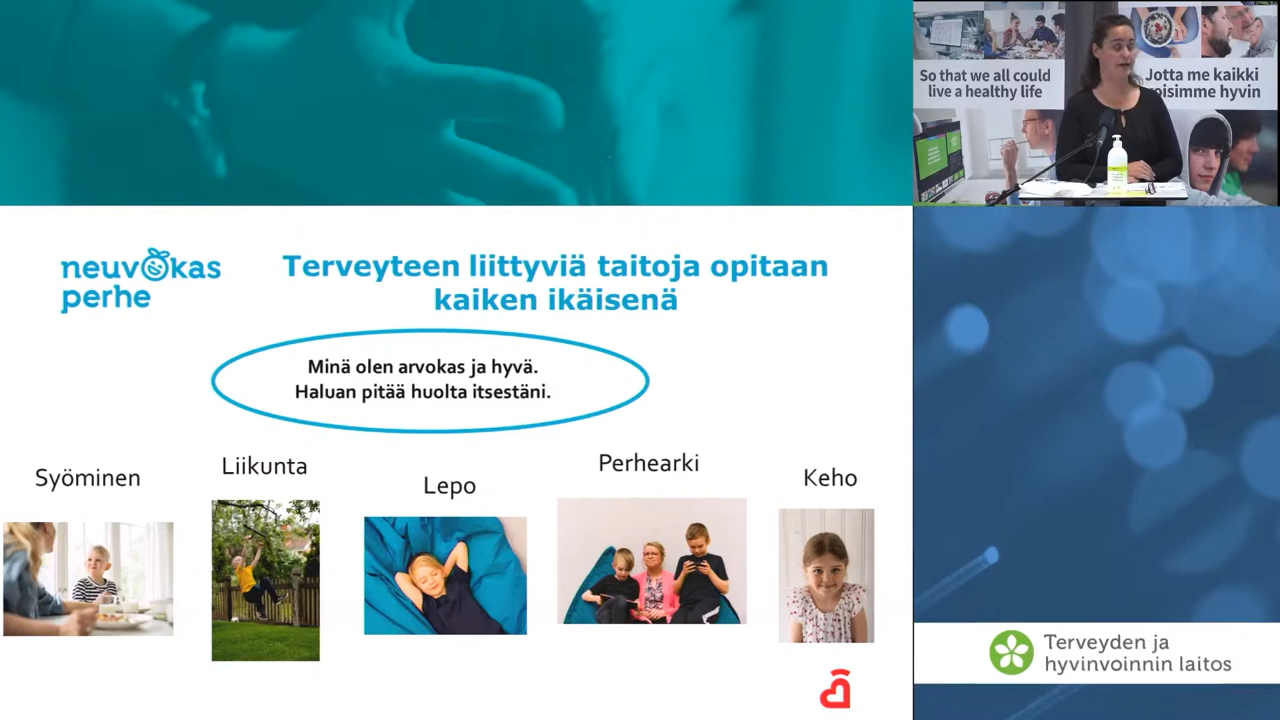 So that we all could
live a healthy life
Jotta me kaikki
voisimme hyvin
neuvokas
perhe
Terveyteen liittyviä taitoja opitaan
kaiken ikäisenä
Minä olen arvokas ja hyvä.
Haluan pitää huolta itsestäni.
Syöminen
Liikunta
Lepo
Perhearki
Keho
Terveyden ja
hyvinvoinnin laitos